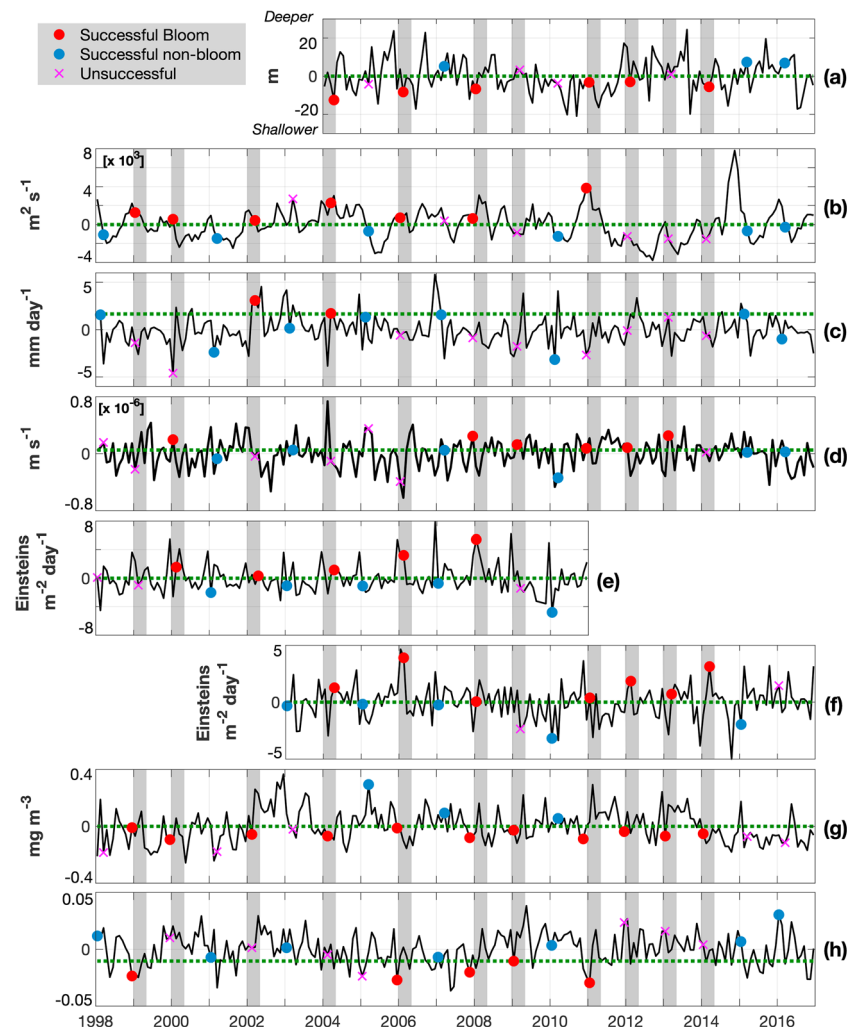 Deeper
Successful Bloom
Successful non-bloom
Unsuccessful
20
0
-20
m
(a)
Shallower
[x 10³]
8
4
0
-4
m² s⁻¹
(b)
5
0
-5
mm day⁻¹
(c)
[x 10⁻⁶]
0.8
0
-0.8
m s⁻¹
(d)
8
0
-8
Einsteins
m⁻² day⁻¹
(e)
5
0
-5
Einsteins
m⁻² day⁻¹
(f)
0.4
0
-0.4
mg m⁻³
(g)
0.05
0
-0.05
(h)
1998 2000 2002 2004 2006 2008 2010 2012 2014 2016